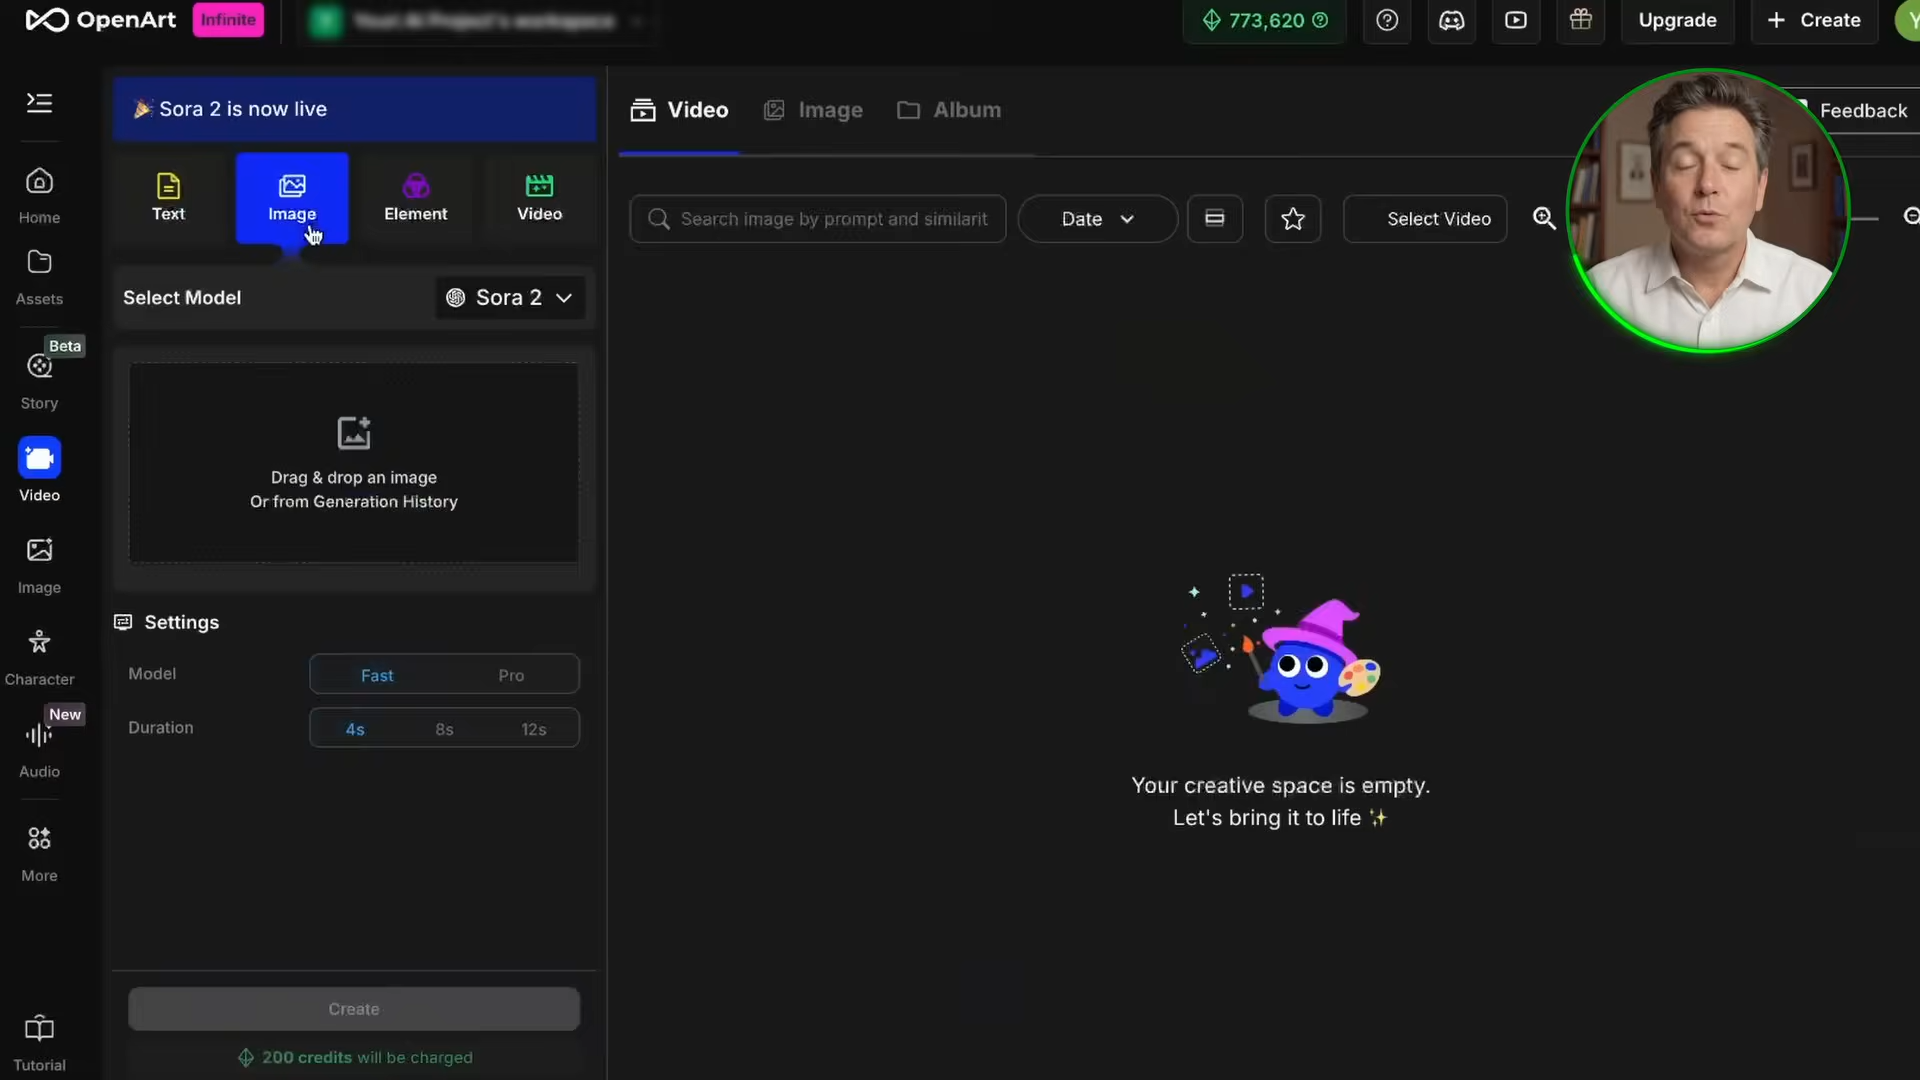 OpenArt Infinite
773,620
Upgrade
+ Create
Y
🎉 Sora 2 is now live
Text
Image
Element
Video
Select Model
Sora 2
Drag & drop an image
Or from Generation History
Settings
Model
Fast
Pro
Duration
4s
8s
12s
Create
200 credits will be charged
Home
Assets
Beta
Story
Video
Image
Character
New
Audio
More
Tutorial
Video
Image
Album
Feedback
Search image by prompt and similarit
Date
Select Video
Your creative space is empty.
Let's bring it to life ✨